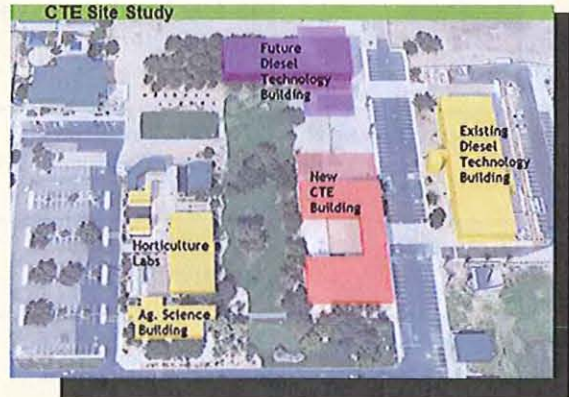 CTE Site Study
Future
Diesel
Technology
Building
Existing
Diesel
Technology
Building
New
CTE
Building
Horticulture
Labs
Ag. Science
Building